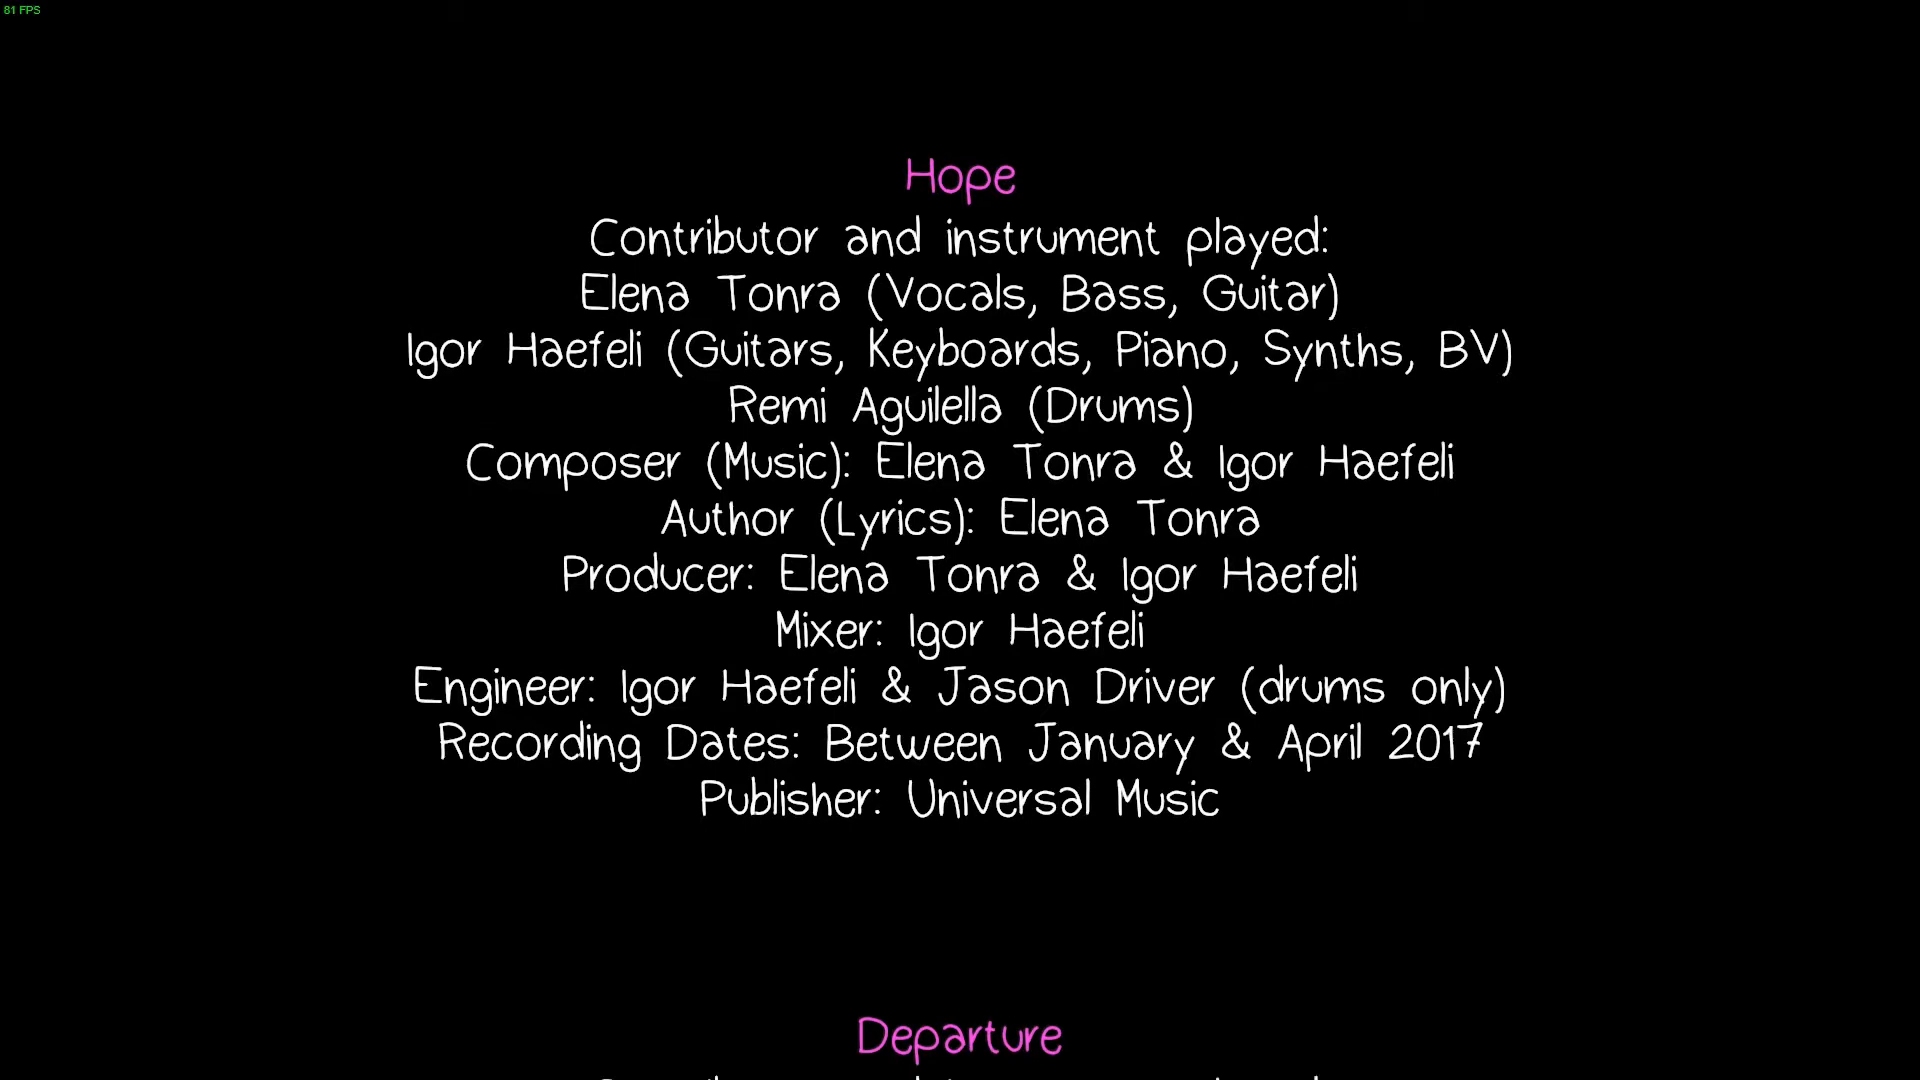 81 FPS
Hope
Contributor and instrument played:
Elena Tonra (Vocals, Bass, Guitar)
Igor Haefeli (Guitars, Keyboards, Piano, Synths, BV)
Remi Aguilella (Drums)
Composer (Music): Elena Tonra & Igor Haefeli
Author (Lyrics): Elena Tonra
Producer: Elena Tonra & Igor Haefeli
Mixer: Igor Haefeli
Engineer: Igor Haefeli & Jason Driver (drums only)
Recording Dates: Between January & April 2017
Publisher: Universal Music
Departure